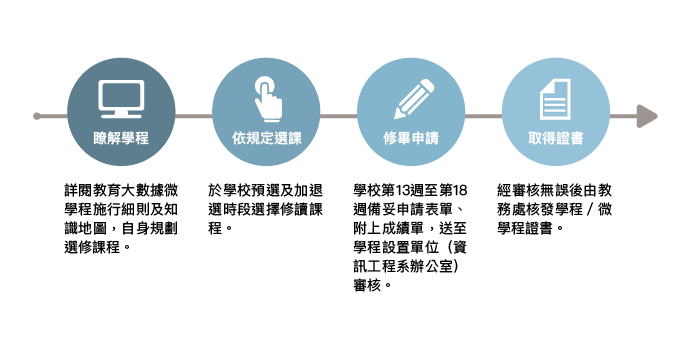 瞭解學程
依規定選課
修畢申請
取得證書
詳閱教育大數據微
學程施行細則及知
識地圖，自身規劃
選修課程。
於學校預選及加退
選時段選擇修讀課
程。
學校第13週至第18
週備妥申請表單、
附上成績單，送至
學程設置單位（資
訊工程系辦公室）
審核。
經審核無誤後由教
務處核發學程 / 微
學程證書。